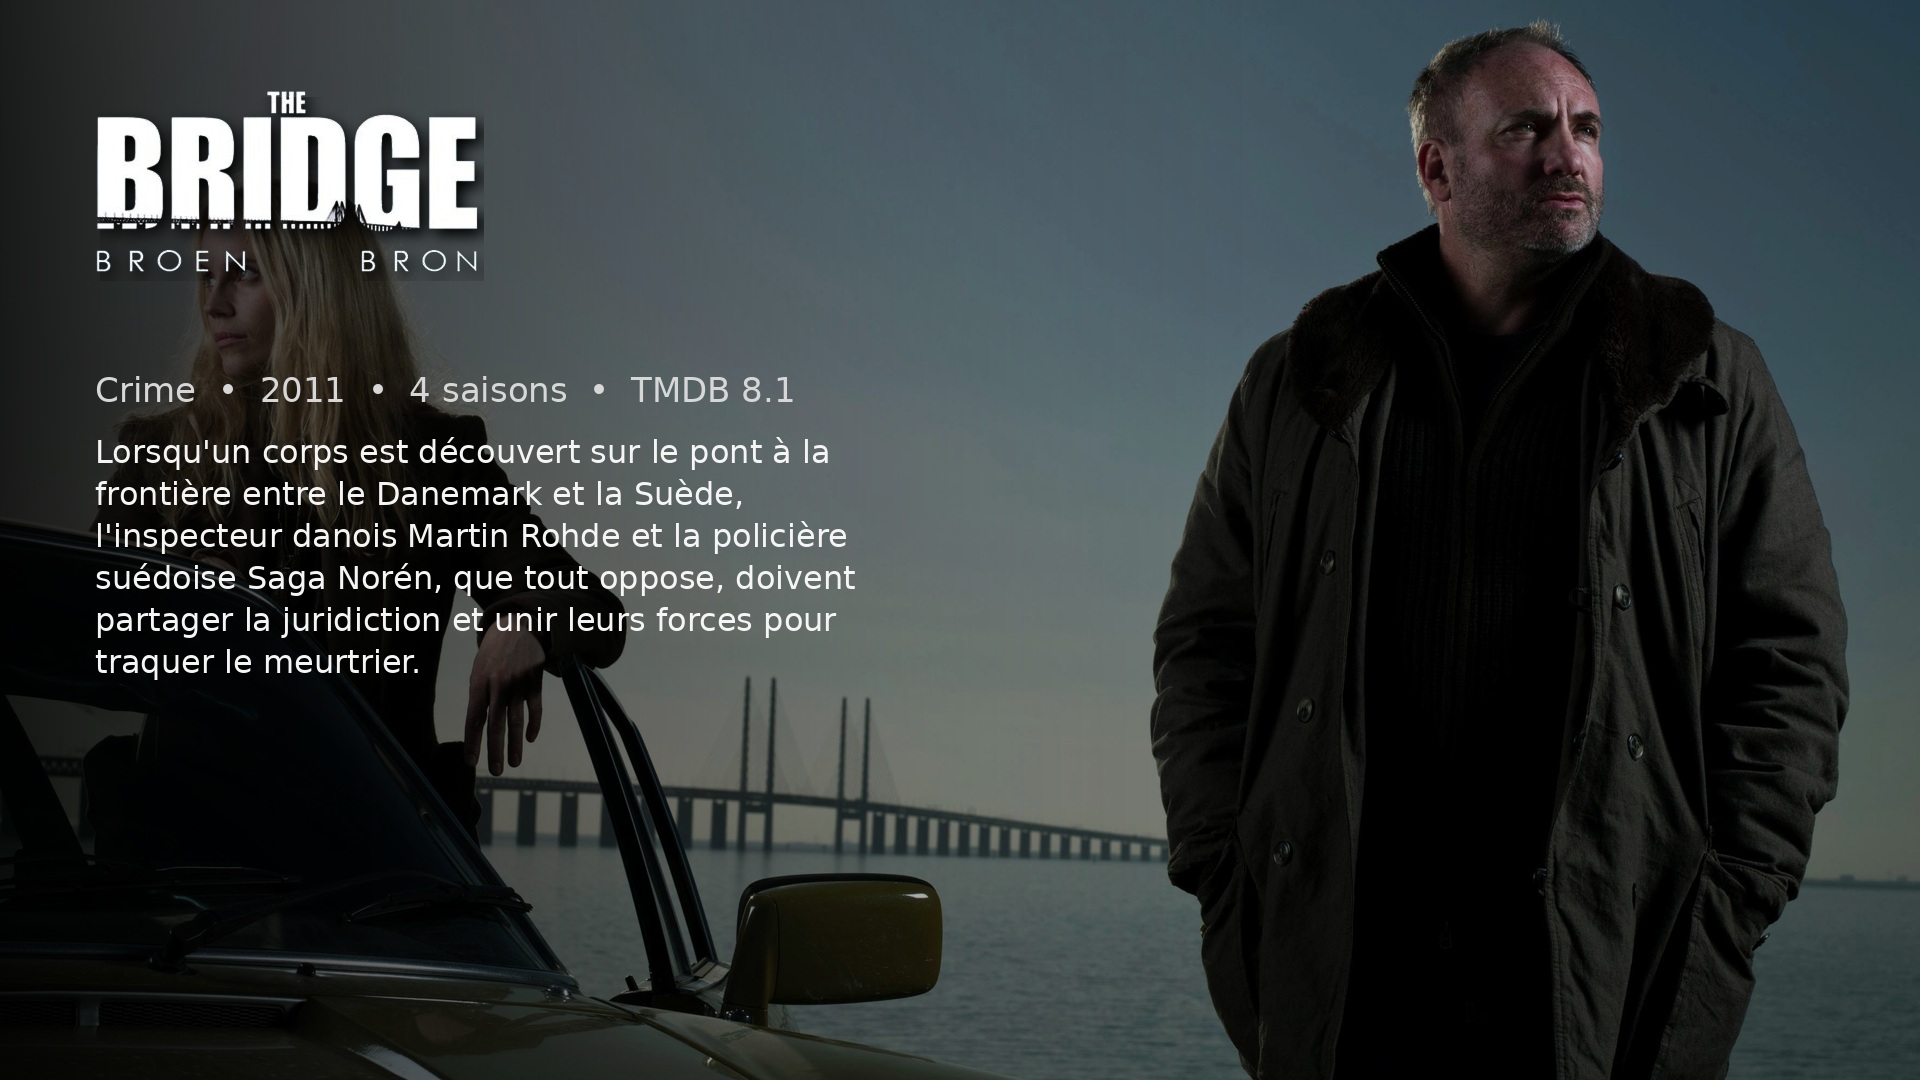 THE
BRIDGE
BROEN BRON
Crime • 2011 • 4 saisons • TMDB 8.1
Lorsqu'un corps est découvert sur le pont à la
frontière entre le Danemark et la Suède,
l'inspecteur danois Martin Rohde et la policière
suédoise Saga Norén, que tout oppose, doivent
partager la juridiction et unir leurs forces pour
traquer le meurtrier.